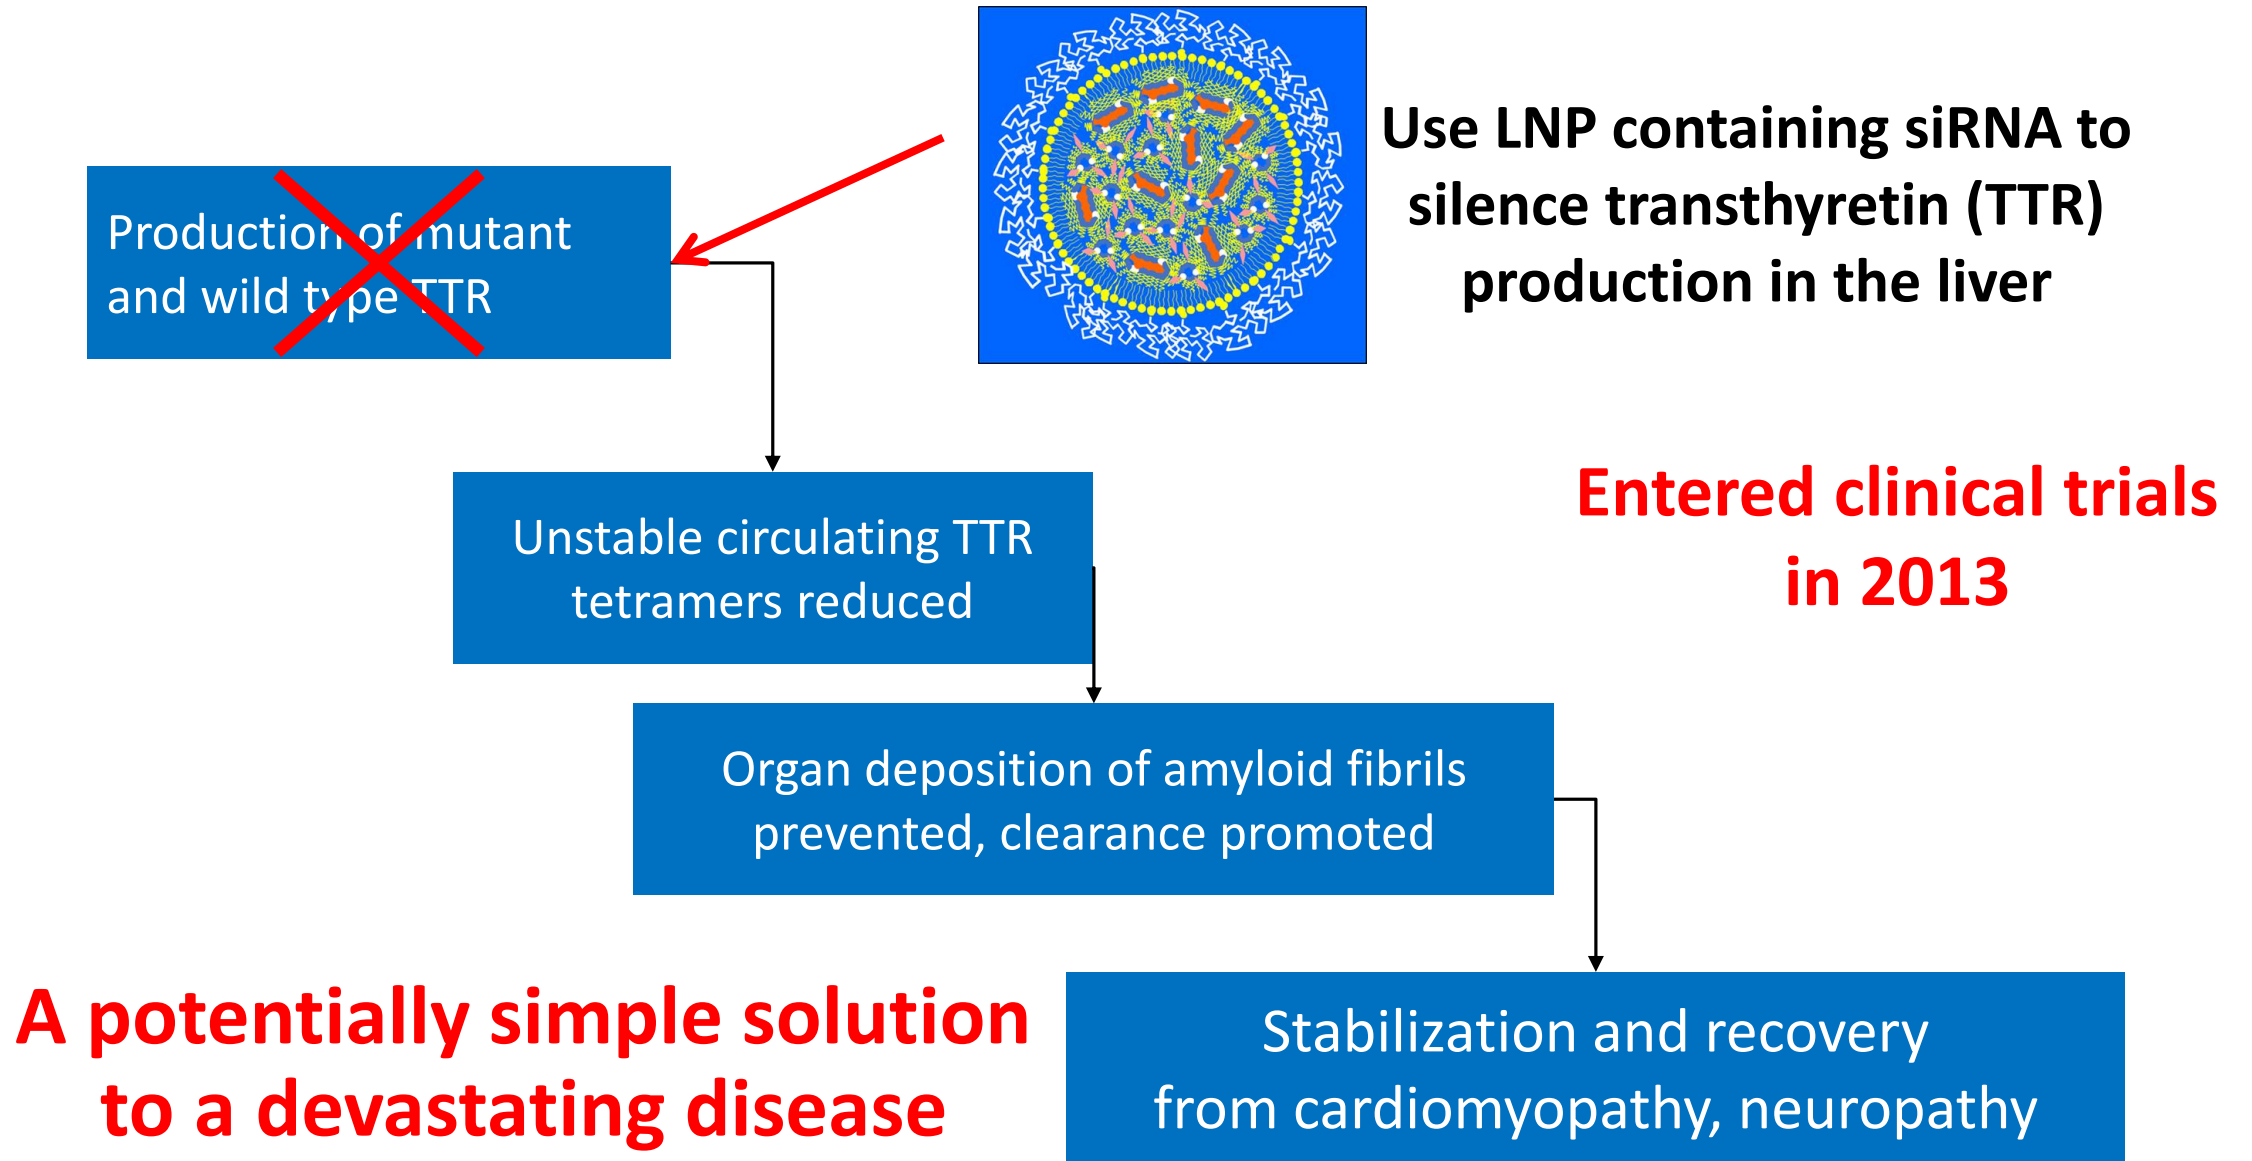 Use LNP containing siRNA to
silence transthyretin (TTR)
production in the liver
Production of mutant
and wild type TTR
Entered clinical trials
in 2013
Unstable circulating TTR
tetramers reduced
Organ deposition of amyloid fibrils
prevented, clearance promoted
A potentially simple solution
to a devastating disease
Stabilization and recovery
from cardiomyopathy, neuropathy